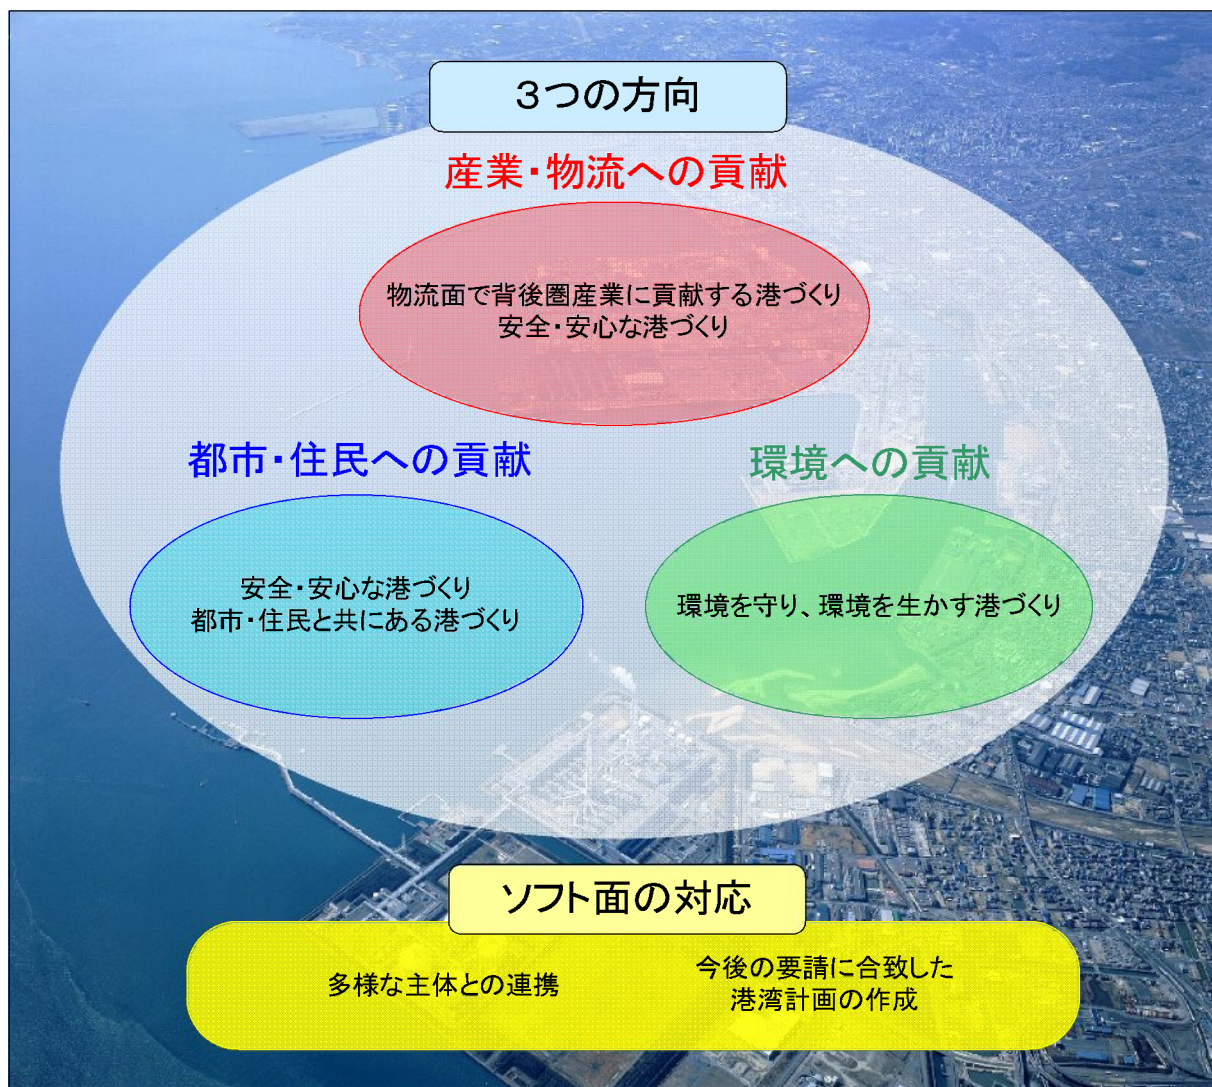 ３つの方向
産業・物流への貢献
物流面で背後圏産業に貢献する港づくり
安全・安心な港づくり
都市・住民への貢献
環境への貢献
安全・安心な港づくり
都市・住民と共にある港づくり
環境を守り、環境を生かす港づくり
ソフト面の対応
多様な主体との連携
今後の要請に合致した
港湾計画の作成